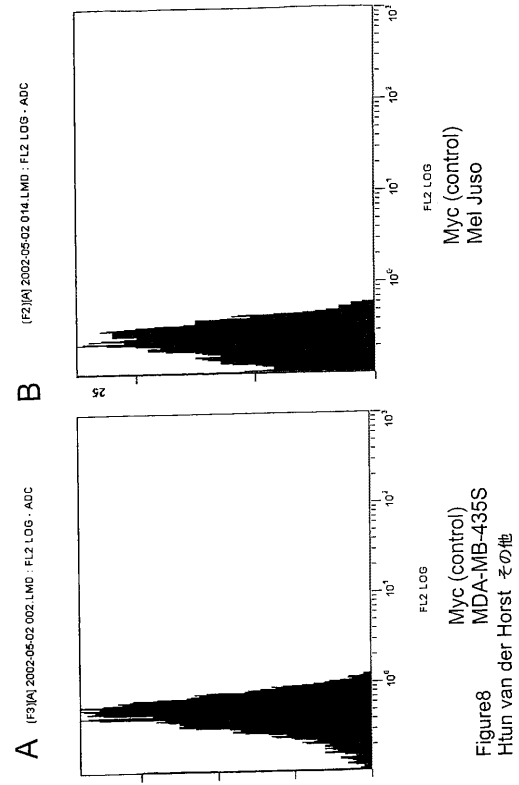 A
(F3)[A] 2002-05-02 002.LMD : FL2 LOG - ADC
10⁰
10¹
10²
10³
FL2 LOG
Myc (control)
MDA-MB-435S
B
(F2)[A] 2002-05-02 014.LMD : FL2 LOG - ADC
25
10⁰
10¹
10²
10³
FL2 LOG
Myc (control)
Mel Juso
Figure8
Htun van der Horst その他